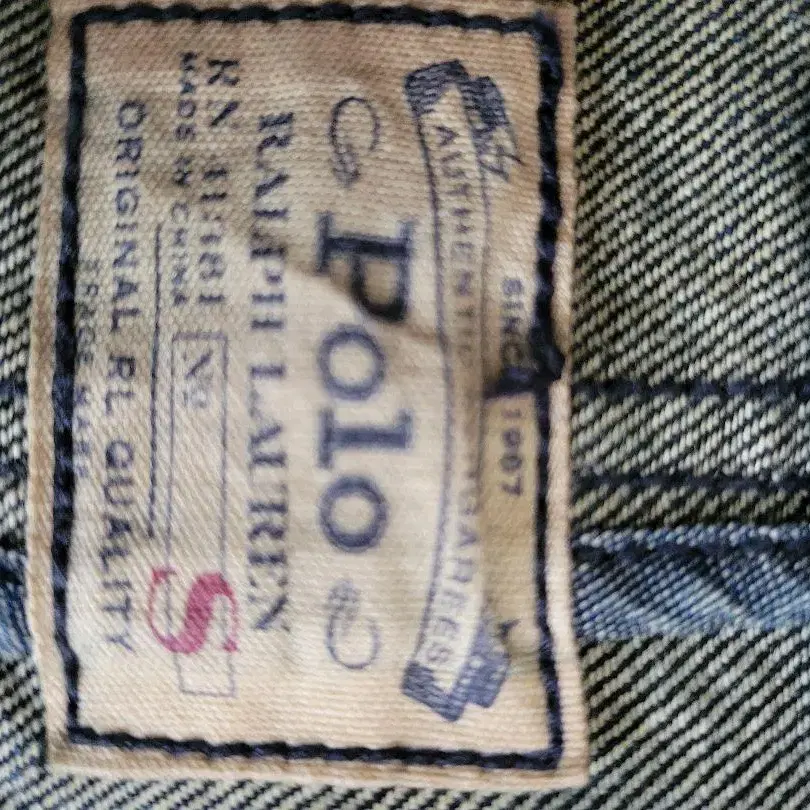 SINCE 1967
AUTHENTIC DUNGAREES
Polo
RALPH LAUREN
RN 41381
MADE IN CHINA
No S
ORIGINAL RL QUALITY